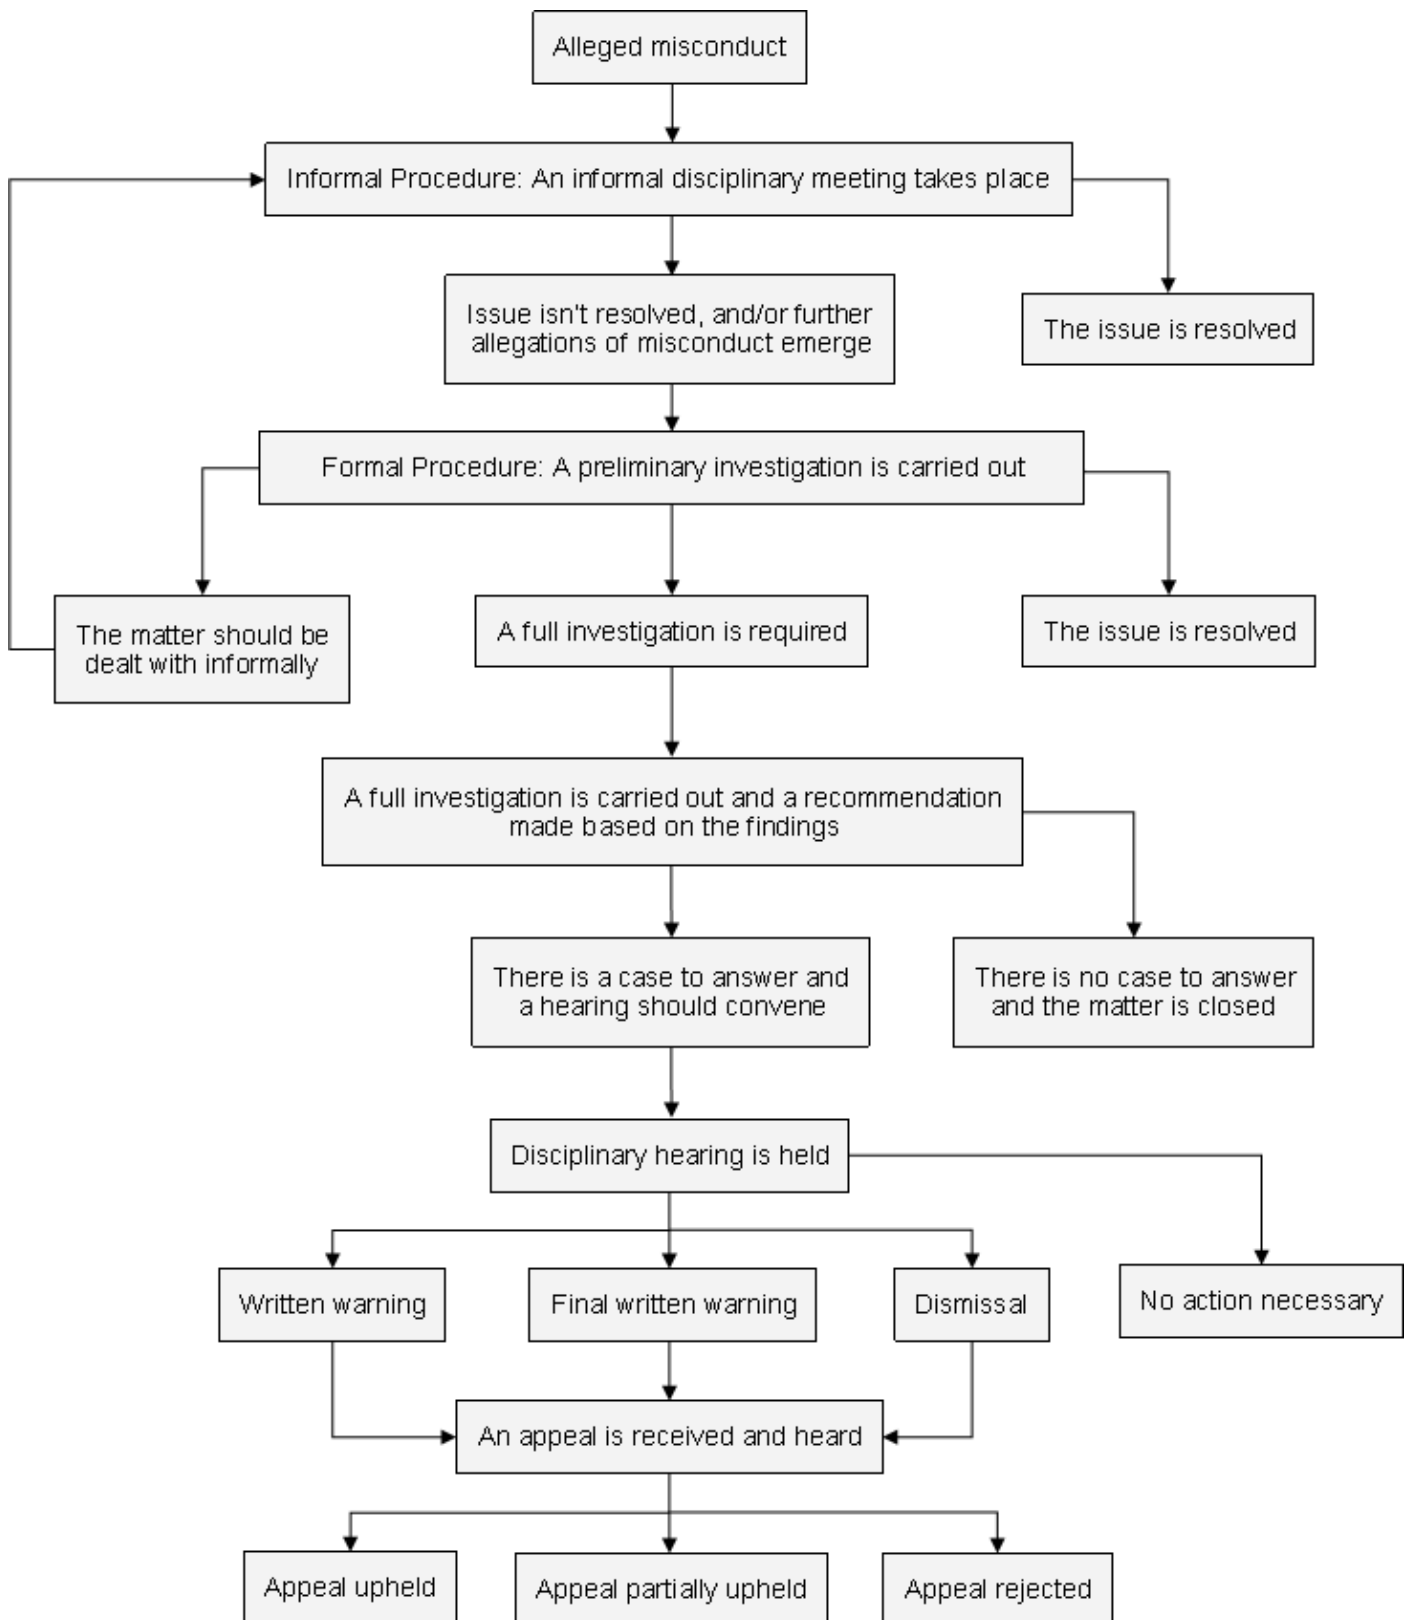 Alleged misconduct
Informal Procedure: An informal disciplinary meeting takes place
Issue isn't resolved, and/or further
allegations of misconduct emerge
The issue is resolved
Formal Procedure: A preliminary investigation is carried out
The matter should be
dealt with informally
A full investigation is required
The issue is resolved
A full investigation is carried out and a recommendation
made based on the findings
There is a case to answer and
a hearing should convene
There is no case to answer
and the matter is closed
Disciplinary hearing is held
Written warning
Final written warning
Dismissal
No action necessary
An appeal is received and heard
Appeal upheld
Appeal partially upheld
Appeal rejected